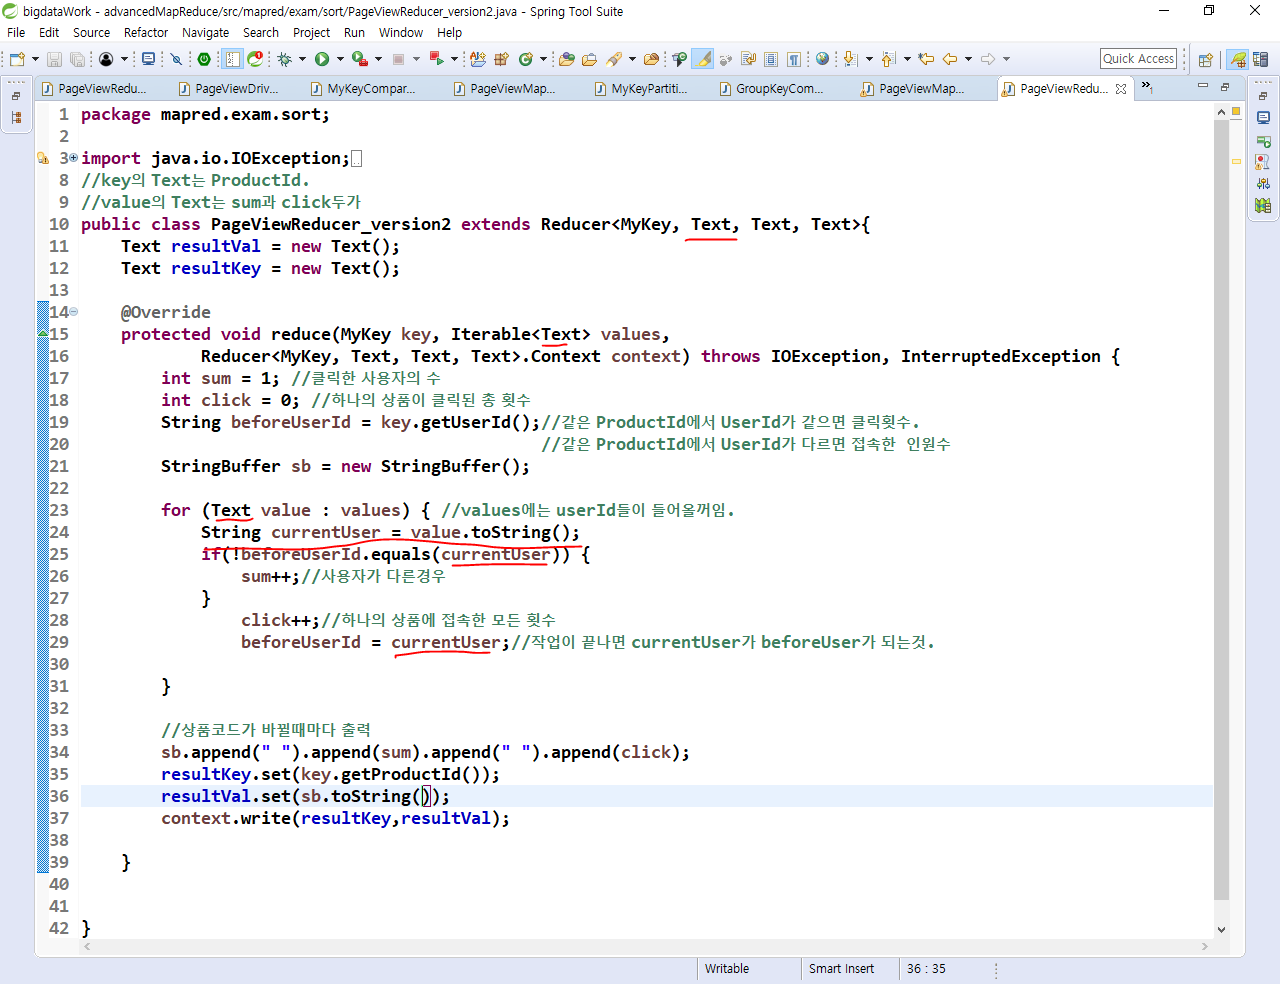 bigdataWork - advancedMapReduce/src/mapred/exam/sort/PageViewReducer_version2.java - Spring Tool Suite
File Edit Source Refactor Navigate Search Project Run Window Help
Quick Access
PageViewRedu... PageViewDriv... MyKeyCompar... PageViewMap... MyKeyPartiti... GroupKeyCom... PageViewMap... PageViewRedu... »1
1 package mapred.exam.sort;
2
3 import java.io.IOException;
8 //key의 Text는 ProductId.
9 //value의 Text는 sum과 click두가
10 public class PageViewReducer_version2 extends Reducer<MyKey, Text, Text, Text>{
11 Text resultVal = new Text();
12 Text resultKey = new Text();
13
14 @Override
15 protected void reduce(MyKey key, Iterable<Text> values,
16 Reducer<MyKey, Text, Text, Text>.Context context) throws IOException, InterruptedException {
17 int sum = 1; //클릭한 사용자의 수
18 int click = 0; //하나의 상품이 클릭된 총 횟수
19 String beforeUserId = key.getUserId();//같은 ProductId에서 UserId가 같으면 클릭횟수.
20 //같은 ProductId에서 UserId가 다르면 접속한 인원수
21 StringBuffer sb = new StringBuffer();
22
23 for (Text value : values) { //values에는 userId들이 들어올꺼임.
24 String currentUser = value.toString();
25 if(!beforeUserId.equals(currentUser)) {
26 sum++;//사용자가 다른경우
27 }
28 click++;//하나의 상품에 접속한 모든 횟수
29 beforeUserId = currentUser;//작업이 끝나면 currentUser가 beforeUser가 되는것.
30
31 }
32
33 //상품코드가 바뀔때마다 출력
34 sb.append(" ").append(sum).append(" ").append(click);
35 resultKey.set(key.getProductId());
36 resultVal.set(sb.toString());
37 context.write(resultKey,resultVal);
38
39 }
40
41
42 }
Writable Smart Insert 36 : 35